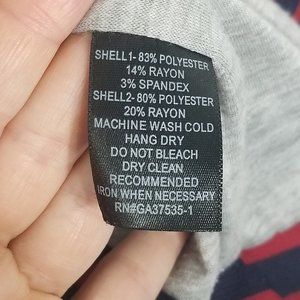 SHELL1- 83% POLYESTER
14% RAYON
3% SPANDEX
SHELL2- 80% POLYESTER
20% RAYON
MACHINE WASH COLD
HANG DRY
DO NOT BLEACH
DRY CLEAN
RECOMMENDED
IRON WHEN NECESSARY
RN#GA37535-1